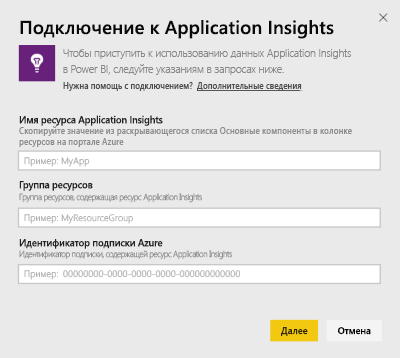 Подключение к Application Insights
Чтобы приступить к использованию данных Application Insights
в Power BI, следуйте указаниям в запросах ниже.
Нужна помощь с подключением? Дополнительные сведения
Имя ресурса Application Insights
Скопируйте значение из раскрывающегося списка Основные компоненты в колонке
ресурсов на портале Azure
Пример: MyApp
Группа ресурсов
Группа ресурсов, содержащая ресурс Application Insights
Пример: MyResourceGroup
Идентификатор подписки Azure
Идентификатор подписки, содержащей ресурс Application Insights
Пример: 00000000-0000-0000-0000-000000000000
Далее Отмена